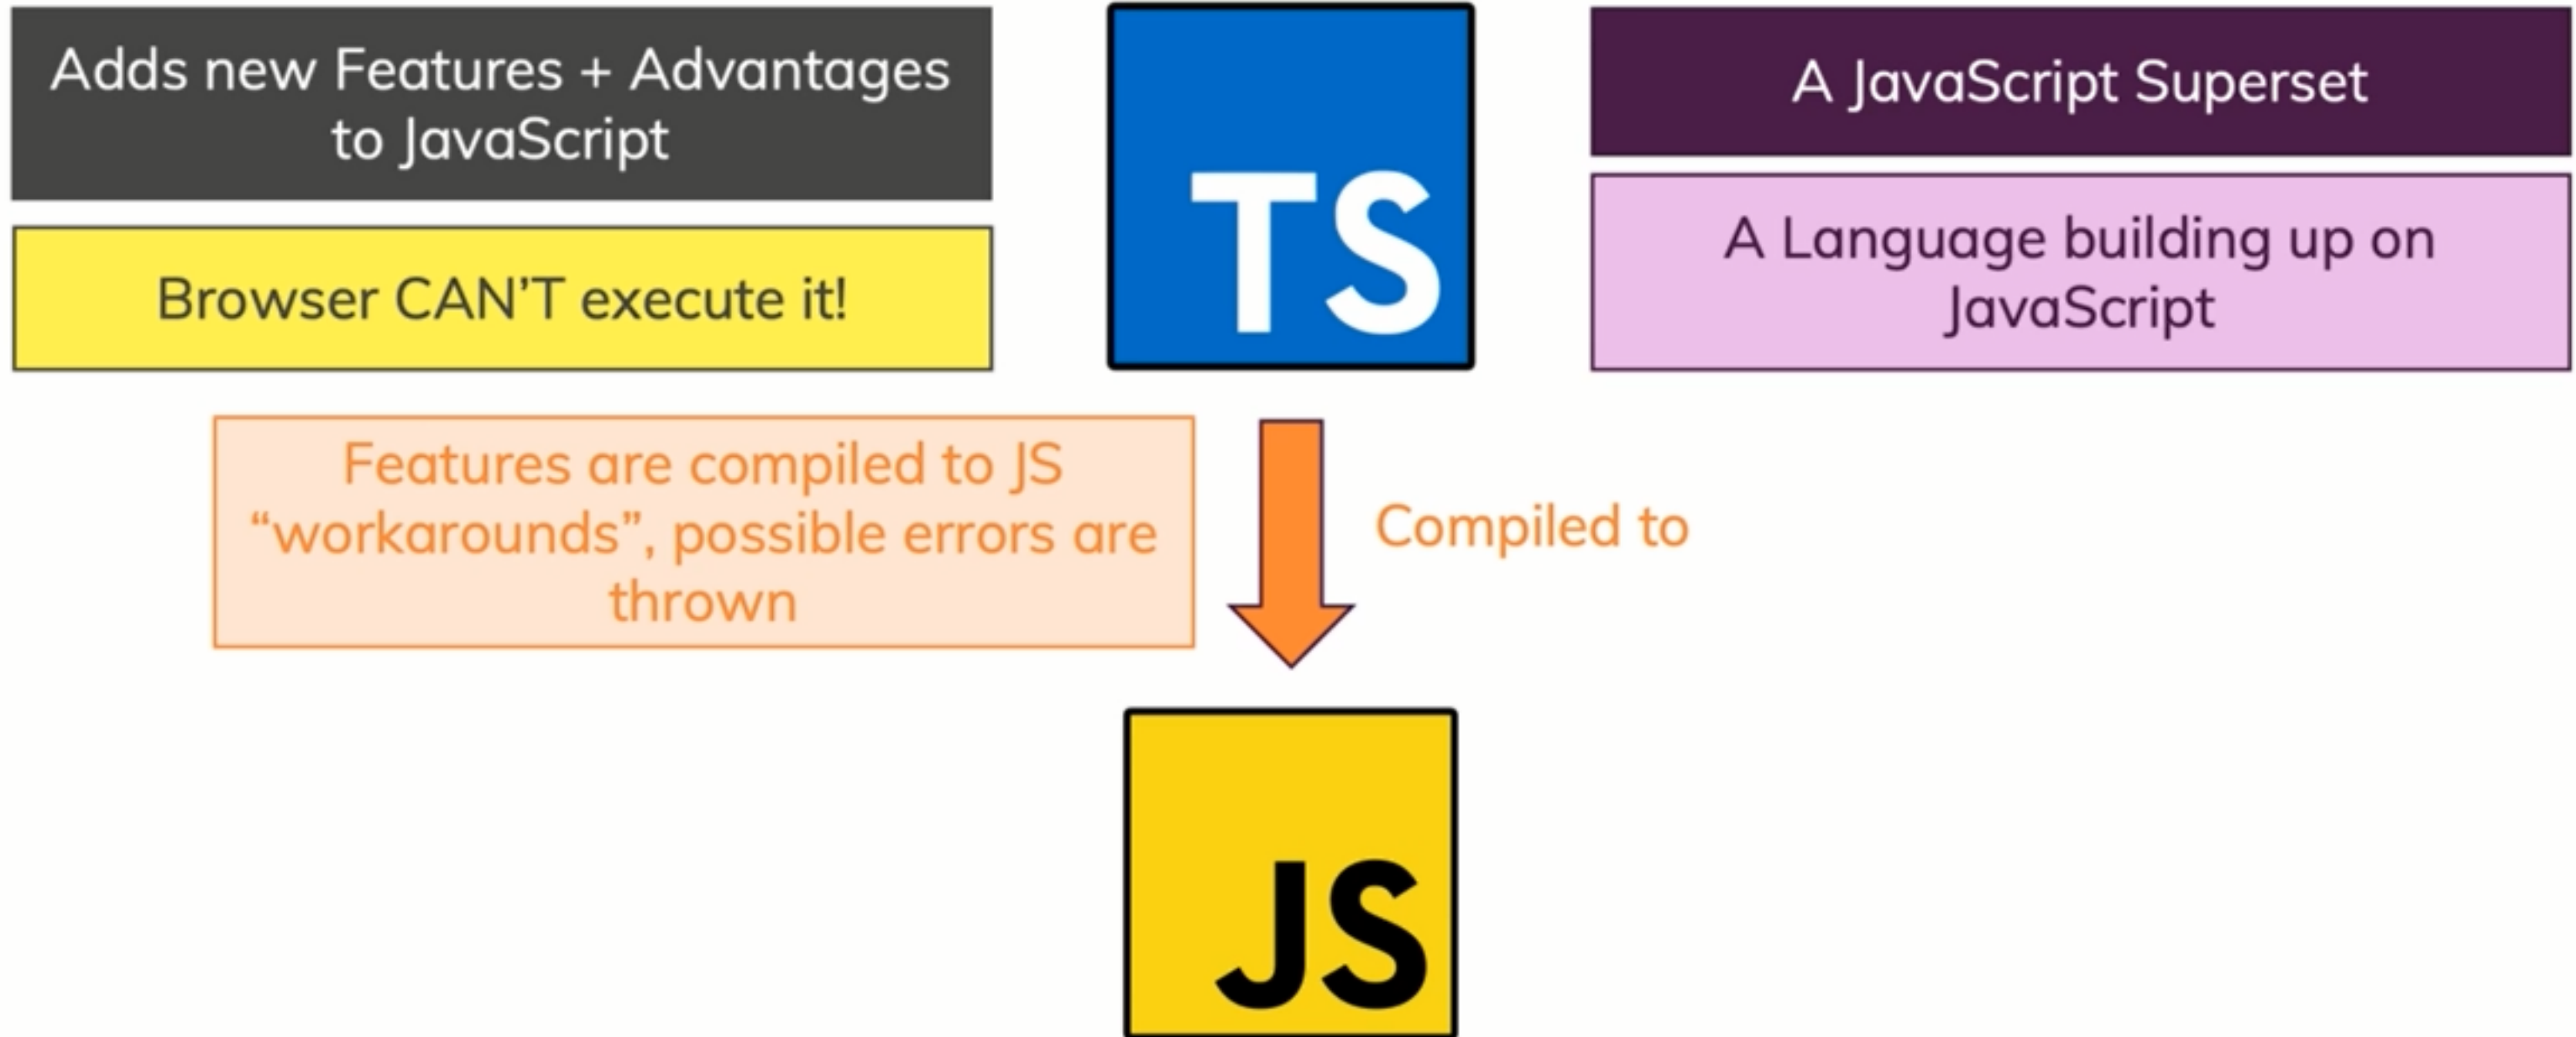 Adds new Features + Advantages
to JavaScript
Browser CAN’T execute it!
TS
A JavaScript Superset
A Language building up on
JavaScript
Features are compiled to JS
“workarounds”, possible errors are
thrown
Compiled to
JS